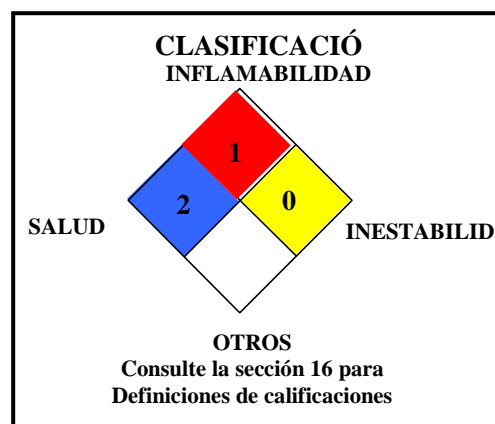 CLASIFICACIÓ
INFLAMABILIDAD
1
2
0
SALUD
INESTABILID
OTROS
Consulte la sección 16 para
Definiciones de calificaciones